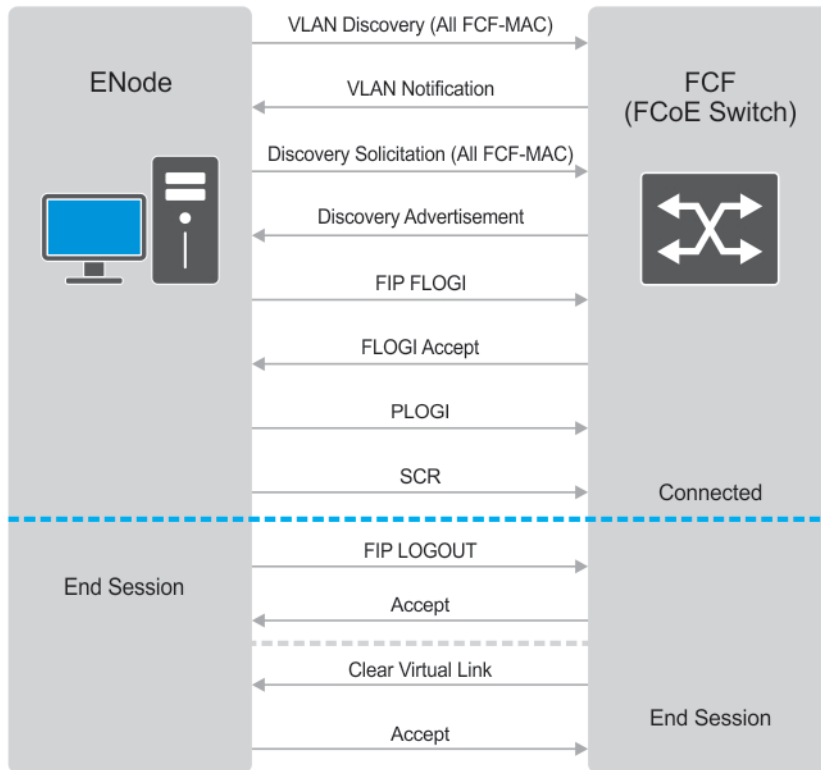 VLAN Discovery (All FCF-MAC)
ENode
FCF
(FCoE Switch)
VLAN Notification
Discovery Solicitation (All FCF-MAC)
Discovery Advertisement
FIP FLOGI
FLOGI Accept
PLOGI
SCR
Connected
FIP LOGOUT
End Session
Accept
Clear Virtual Link
End Session
Accept